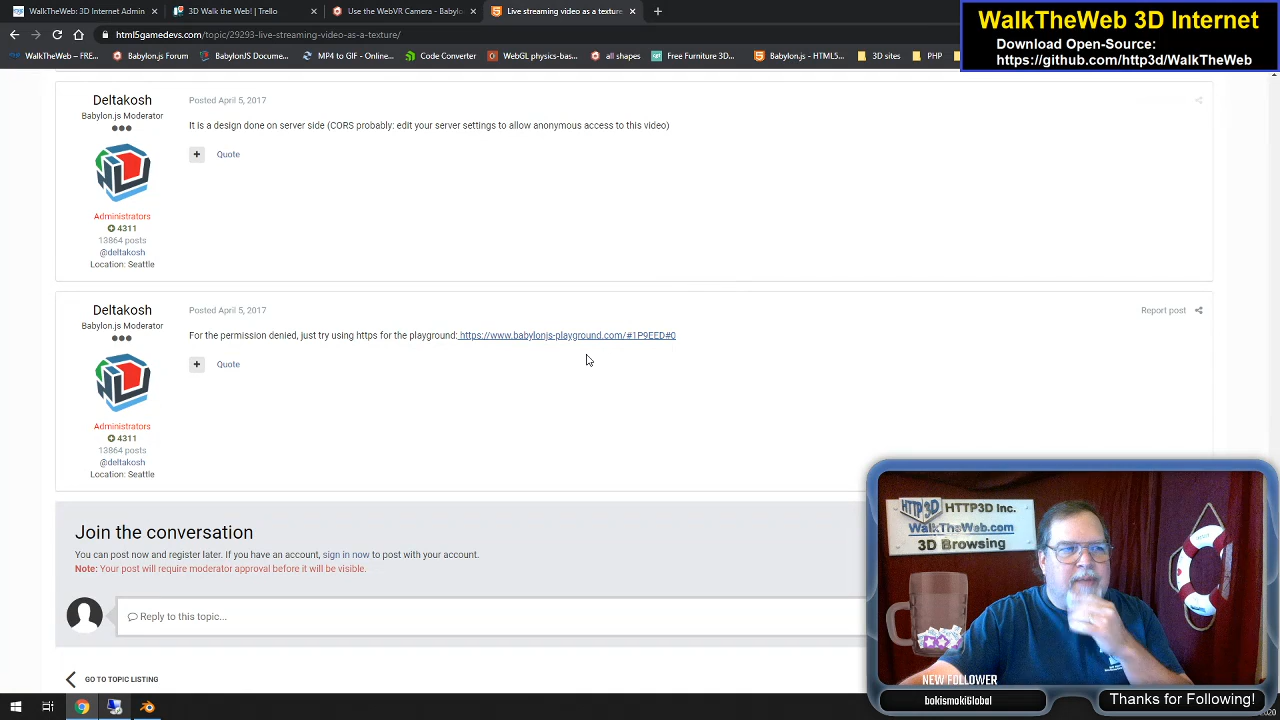 WalkTheWeb: 3D Internet Admin
3D Walk the Web! | Trello
Use the WebVR Camera - Babylon
Live streaming video as a texture
html5gamedevs.com/topic/29293-live-streaming-video-as-a-texture/
WalkTheWeb - FRE...
Babylon.js Forum
BabylonJS Docume...
MP4 to GIF - Conve...
Color Code Converter
WebGL physics-bas...
all shapes
Free Furniture 3D...
Babylon.js - HTML5...
3D sites
PHP
WalkTheWeb 3D Internet
Download Open-Source:
https://github.com/http3d/WalkTheWeb
Deltakosh
Posted April 5, 2017
Babylon.js Moderator
It is a design done on server side (CORS probably: edit your server settings to allow anonymous access to this video)
+ Quote
Administrators
4311
13864 posts
@deltakosh
Location: Seattle
Deltakosh
Posted April 5, 2017
Report post
Babylon.js Moderator
For the permission denied, just try using https for the playground: https://www.babylonjs-playground.com/#1P9EED#0
+ Quote
Administrators
4311
13864 posts
@deltakosh
Location: Seattle
Join the conversation
You can post now and register later. If you have an account, sign in now to post with your account.
Note: Your post will require moderator approval before it will be visible.
Reply to this topic...
GO TO TOPIC LISTING
HTTP3D
HTTP3D Inc.
WalkTheWeb.com
3D Browsing
NEW FOLLOWER
bokismokiGlobal
Thanks for Following!